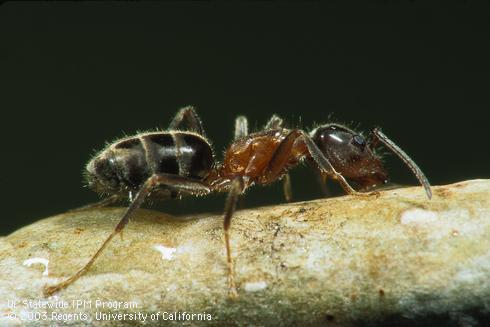 UC Statewide IPM Program
© 2003 Regents, University of California